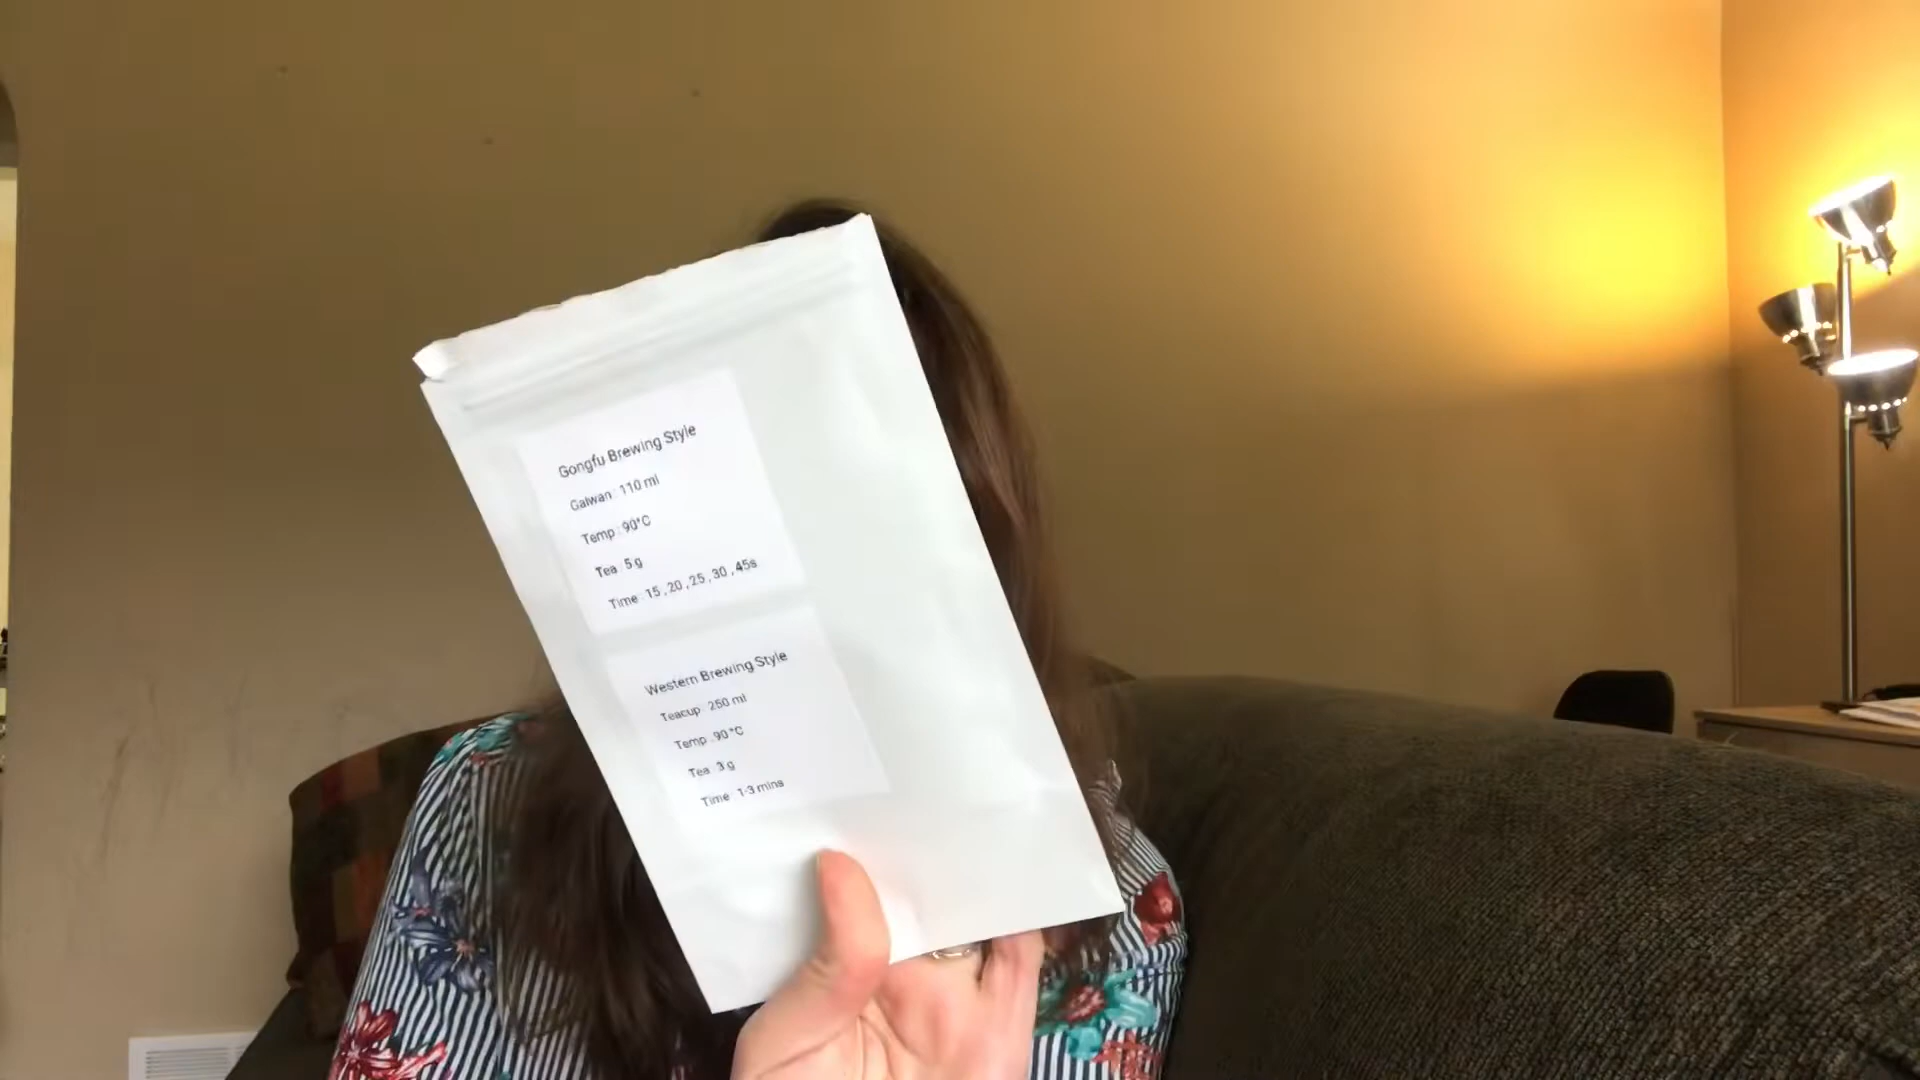 Gongfu Brewing Style
Gaiwan: 110 ml
Temp: 90°C
Tea: 5 g
Time: 15, 20, 25, 30, 45s
Western Brewing Style
Teacup: 250 ml
Temp: 90 °C
Tea: 3 g
Time: 1-3 mins